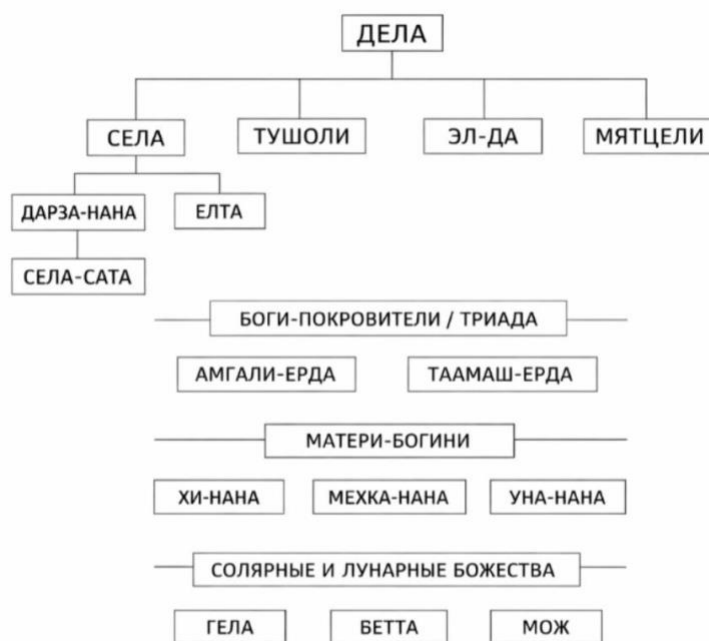 ДЕЛА
СЕЛА ТУШОЛИ ЭЛ-ДА МЯТЦЕЛИ
ДАРЗА-НАНА ЕЛТА
СЕЛА-САТА
БОГИ-ПОКРОВИТЕЛИ / ТРИАДА
АМГАЛИ-ЕРДА ТААМАШ-ЕРДА
МАТЕРИ-БОГИНИ
ХИ-НАНА МЕХКА-НАНА УНА-НАНА
СОЛЯРНЫЕ И ЛУНАРНЫЕ БОЖЕСТВА
ГЕЛА БЕТТА МОЖ